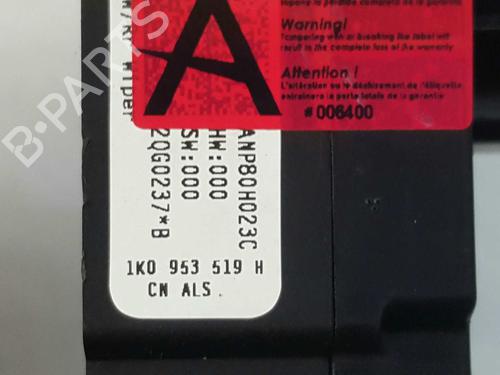 Warning!
Tampering with or breaking the label will
result in the complete loss of the warranty
Attention !
L'altération ou le déchirement de l'étiquette
entraînera la perte totale de la garantie
#006400
A
Wiper
ANP80H023C
HW:000
SW:000
2QG0237*B
1K0 953 519 H
CN ALS.
B-PARTS